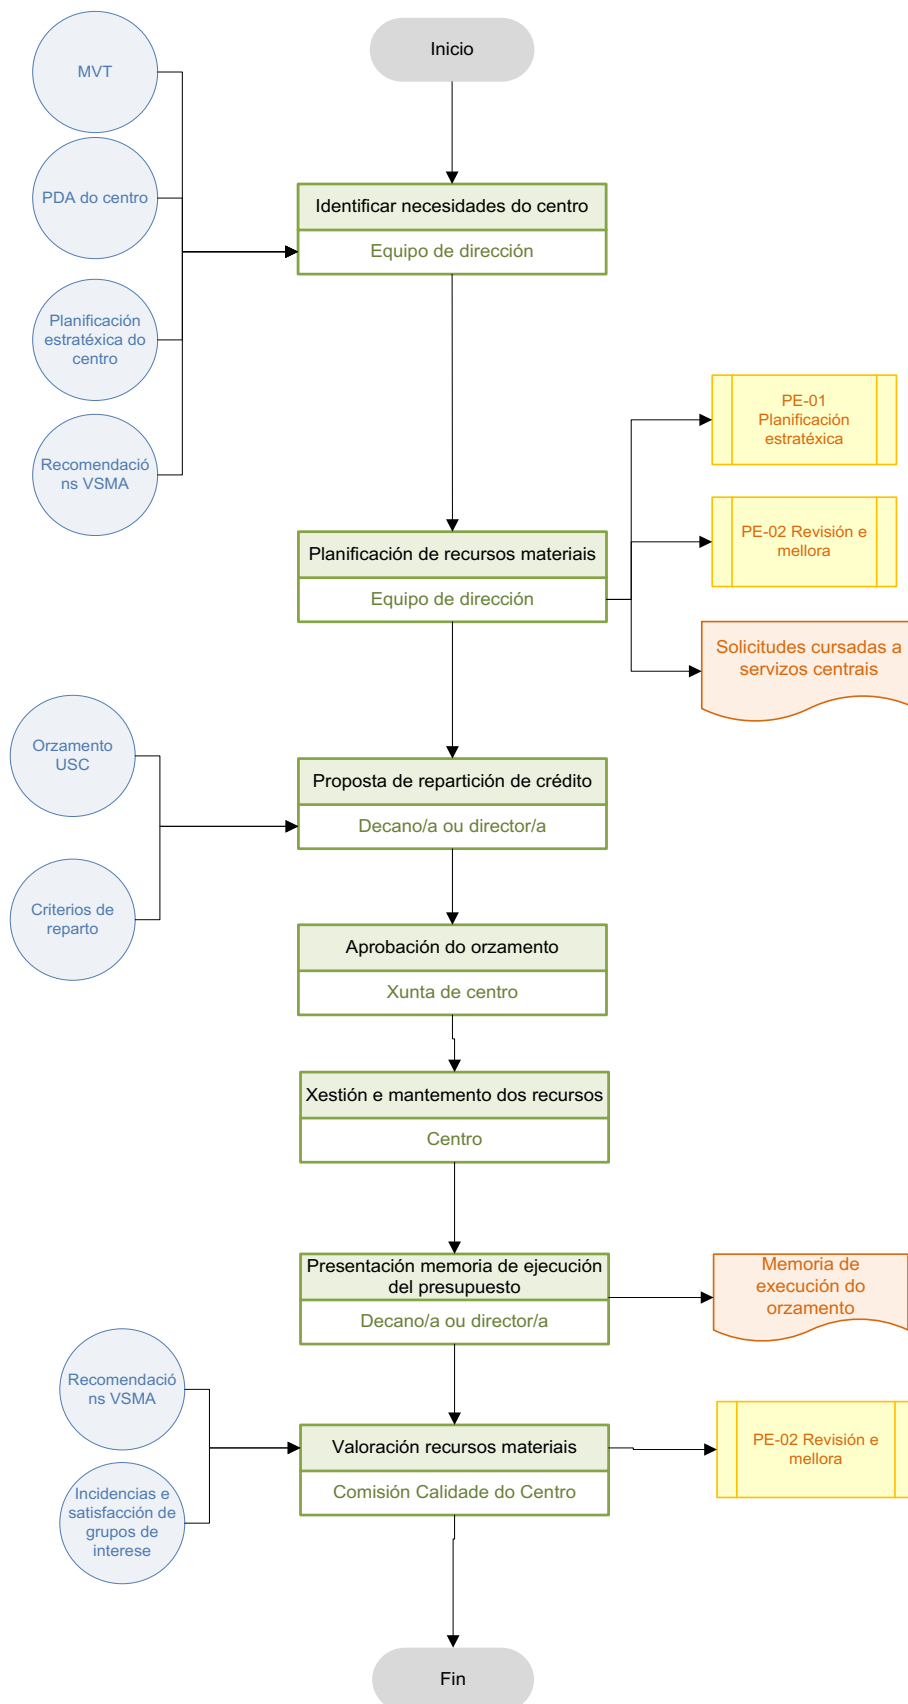 Inicio
MVT
PDA do centro
Identificar necesidades do centro
Equipo de dirección
Planificación
estratéxica do
centro
Recomendació
ns VSMA
PE-01
Planificación
estratéxica
PE-02 Revisión e
mellora
Planificación de recursos materiais
Equipo de dirección
Solicitudes cursadas a
servizos centrais
Orzamento
USC
Proposta de repartición de crédito
Decano/a ou director/a
Criterios de
reparto
Aprobación do orzamento
Xunta de centro
Xestión e mantemento dos recursos
Centro
Presentación memoria de ejecución
del presupuesto
Decano/a ou director/a
Memoria de
execución do
orzamento
Recomendació
ns VSMA
Valoración recursos materiais
Comisión Calidade do Centro
PE-02 Revisión e
mellora
Incidencias e
satisfacción de
grupos de
interese
Fin